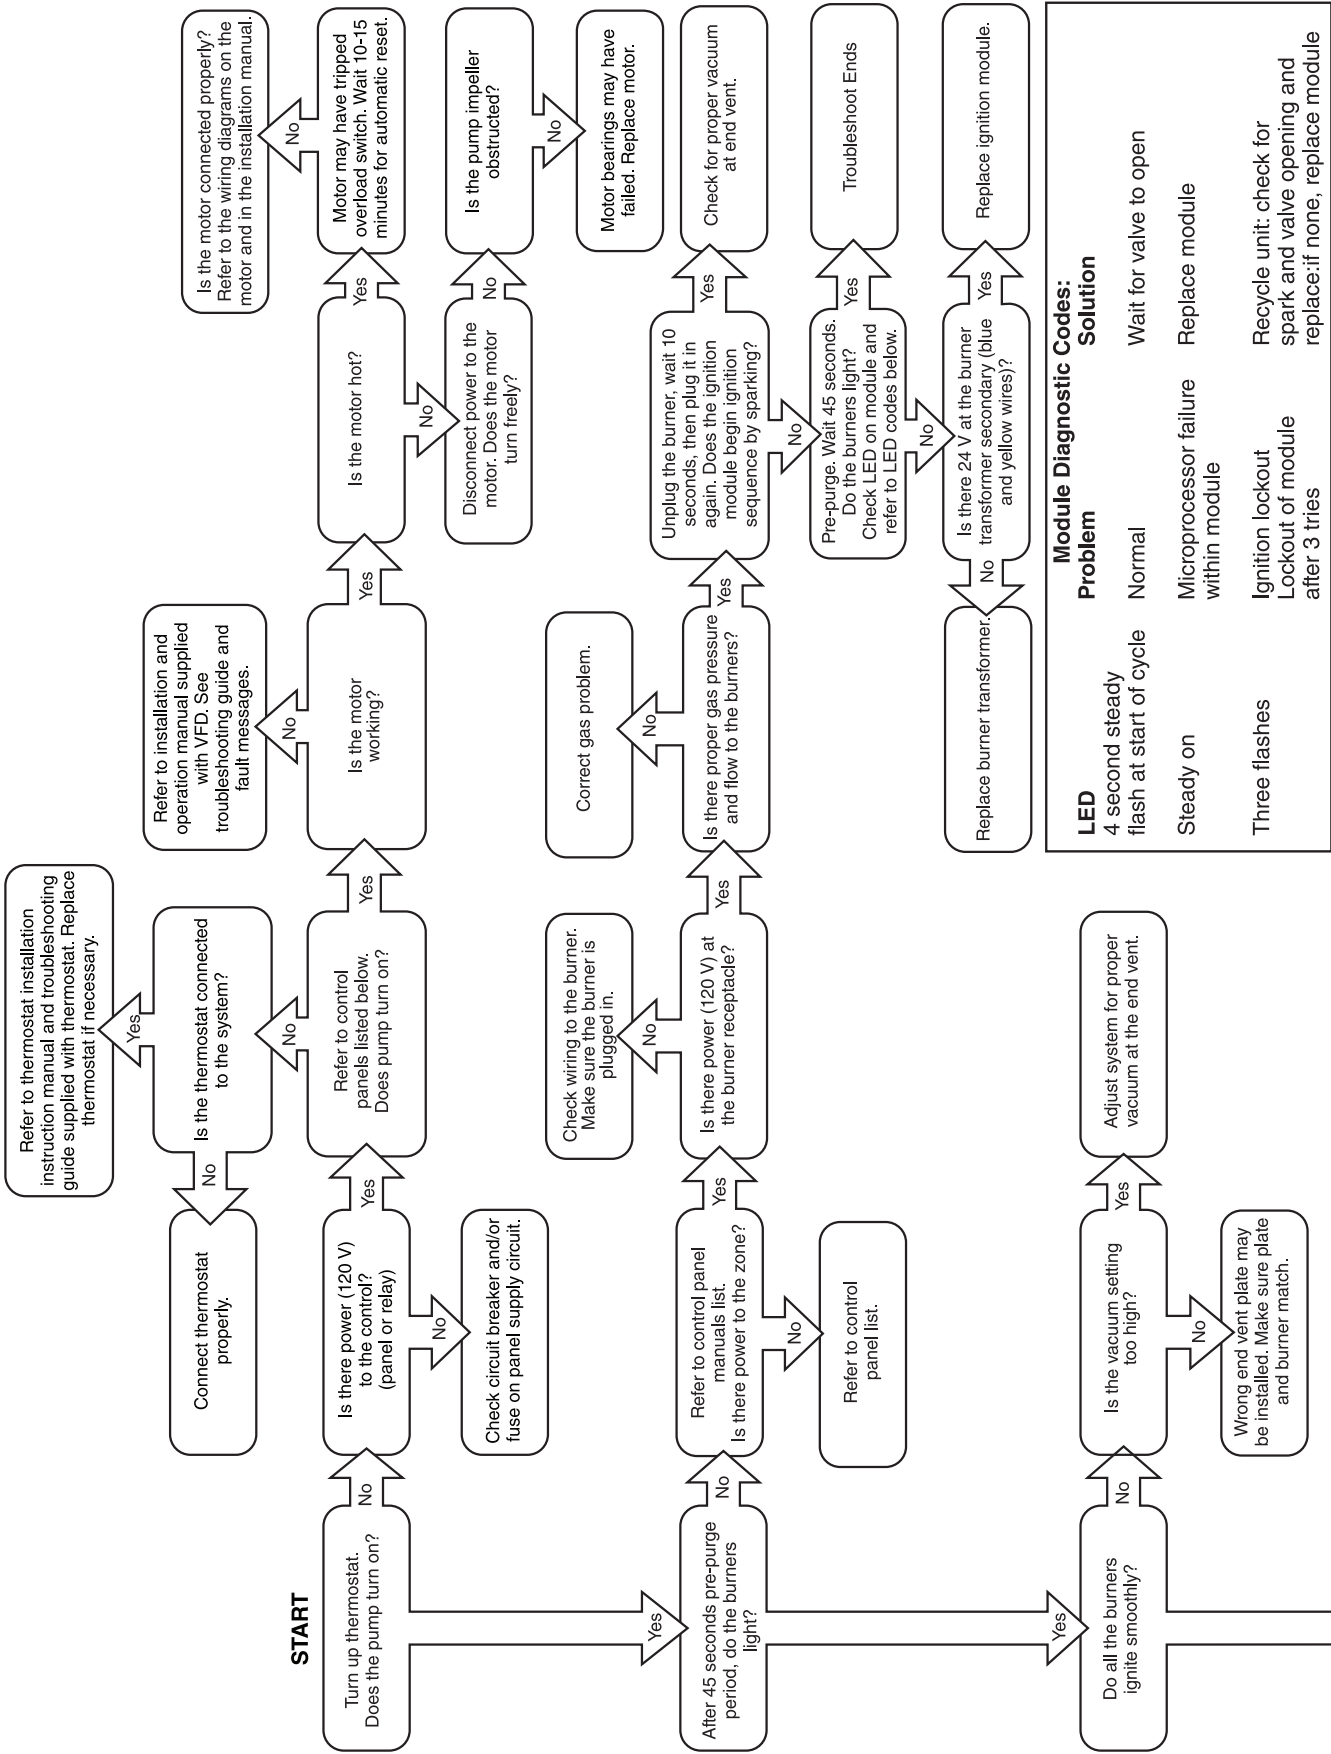 START
Turn up thermostat.
Does the pump turn on?
No
Is there power (120 V)
to the control?
(panel or relay)
No
Check circuit breaker and/or
fuse on panel supply circuit.
Yes
Refer to control
panels listed below.
Does pump turn on?
No
Is the thermostat connected
to the system?
No
Connect thermostat
properly.
Yes
Refer to thermostat installation
instruction manual and troubleshooting
guide supplied with thermostat. Replace
thermostat if necessary.
Yes
Is the motor
working?
No
Refer to installation and
operation manual supplied
with VFD. See
troubleshooting guide and
fault messages.
Yes
Is the motor hot?
Yes
Motor may have tripped
overload switch. Wait 10-15
minutes for automatic reset.
No
Is the motor connected properly?
Refer to the wiring diagrams on the
motor and in the installation manual.
No
Disconnect power to the
motor. Does the motor
turn freely?
No
Is the pump impeller
obstructed?
No
Motor bearings may have
failed. Replace motor.
Yes
After 45 seconds pre-purge
period, do the burners
light?
No
Refer to control panel
manuals list.
Is there power to the zone?
No
Refer to control
panel list.
Yes
Is there power (120 V) at
the burner receptacle?
No
Check wiring to the burner.
Make sure the burner is
plugged in.
Yes
Is there proper gas pressure
and flow to the burners?
No
Correct gas problem.
Yes
Unplug the burner, wait 10
seconds, then plug it in
again. Does the ignition
module begin ignition
sequence by sparking?
Yes
Check for proper vacuum
at end vent.
No
Pre-purge. Wait 45 seconds.
Do the burners light?
Check LED on module and
refer to LED codes below.
Yes
Troubleshoot Ends
No
Is there 24 V at the burner
transformer secondary (blue
and yellow wires)?
Yes
Replace ignition module.
No
Replace burner transformer.
Yes
Do all the burners
ignite smoothly?
No
Is the vacuum setting
too high?
Yes
Adjust system for proper
vacuum at the end vent.
No
Wrong end vent plate may
be installed. Make sure plate
and burner match.
Module Diagnostic Codes:
LED Problem Solution
4 second steady
flash at start of cycle Normal Wait for valve to open
Steady on Microprocessor failure Replace module
within module
Three flashes Ignition lockout Recycle unit: check for
Lockout of module spark and valve opening and
after 3 tries replace:if none, replace module